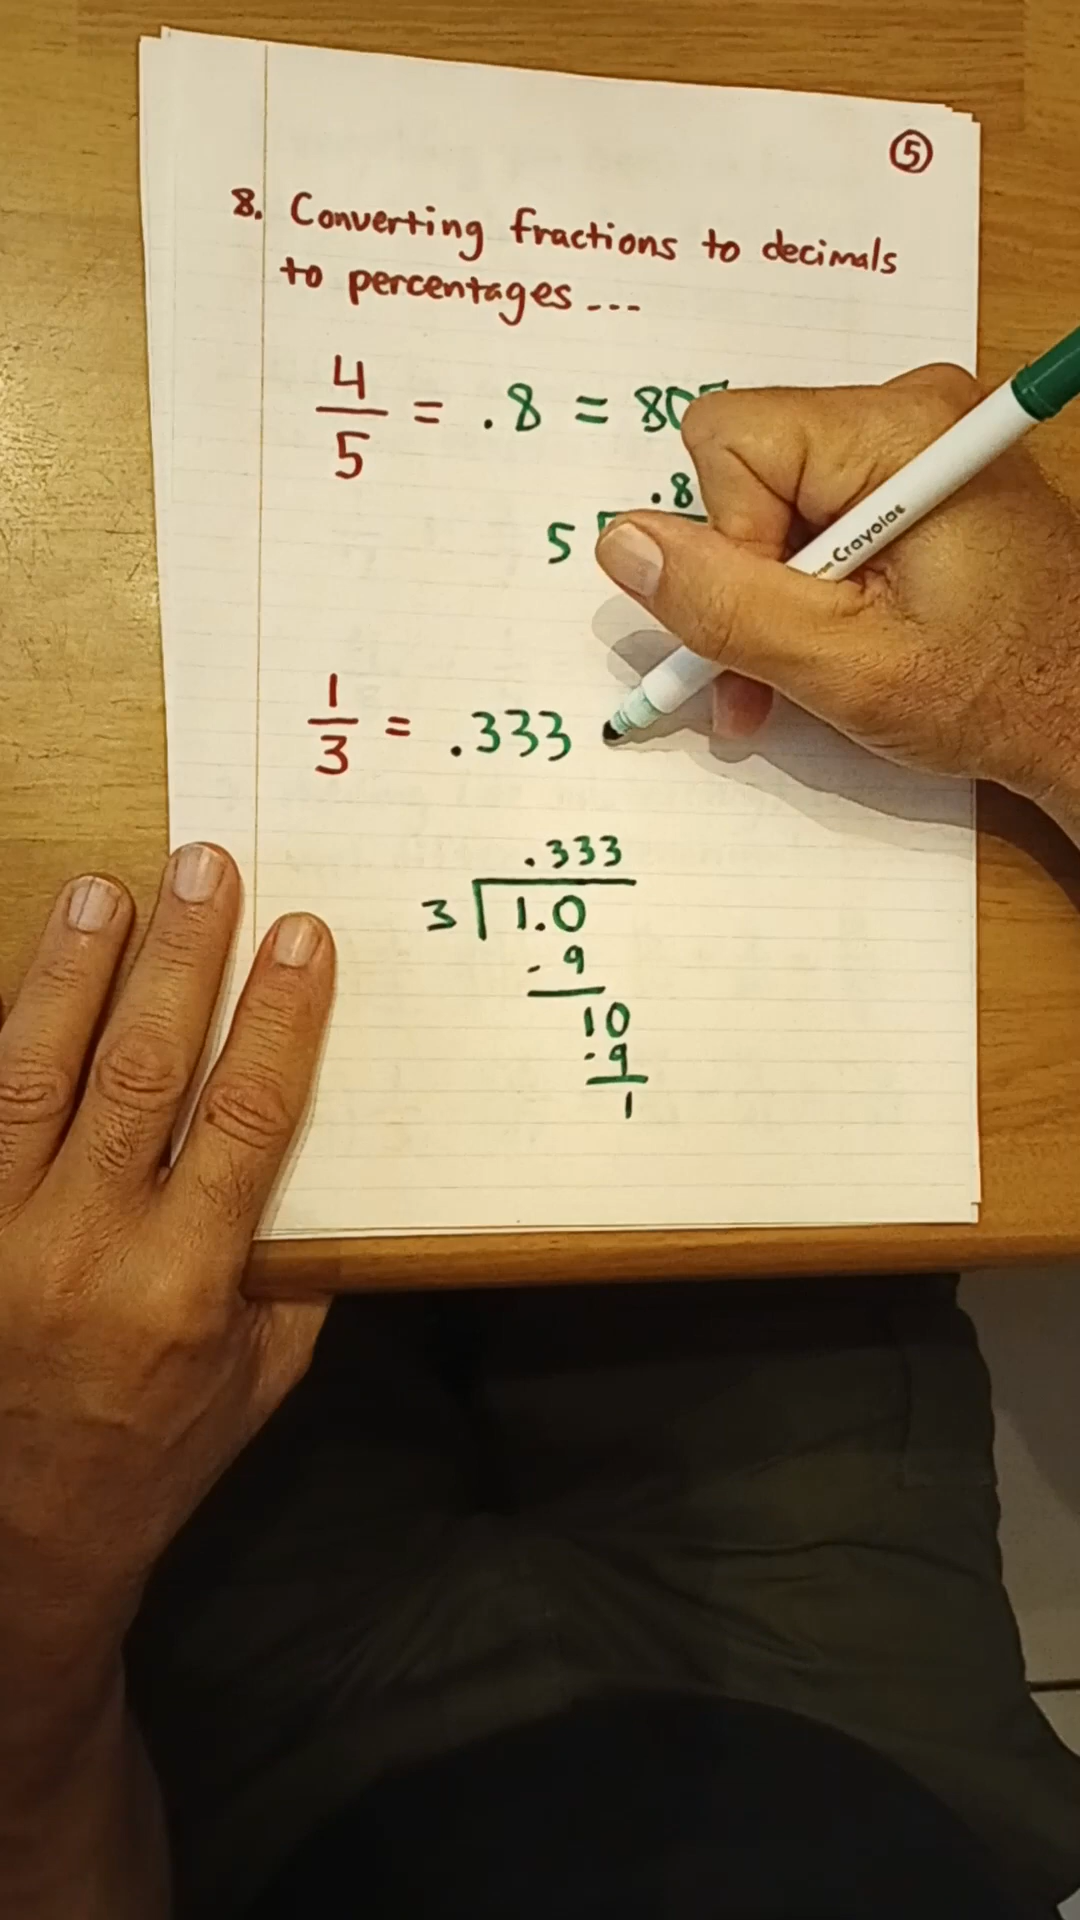 5
8. Converting fractions to decimals
to percentages ...
4/5 = .8 = 80
.8
5
from Crayola
1/3 = .333
.333
3 1.0
- 9
10
- 9
1